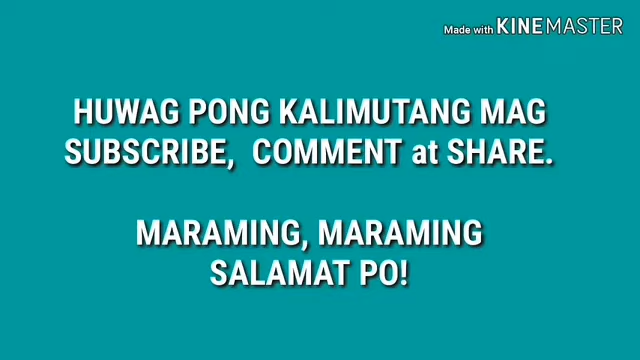 Made with KINEMASTER
HUWAG PONG KALIMUTANG MAG
SUBSCRIBE, COMMENT at SHARE.
MARAMING, MARAMING
SALAMAT PO!